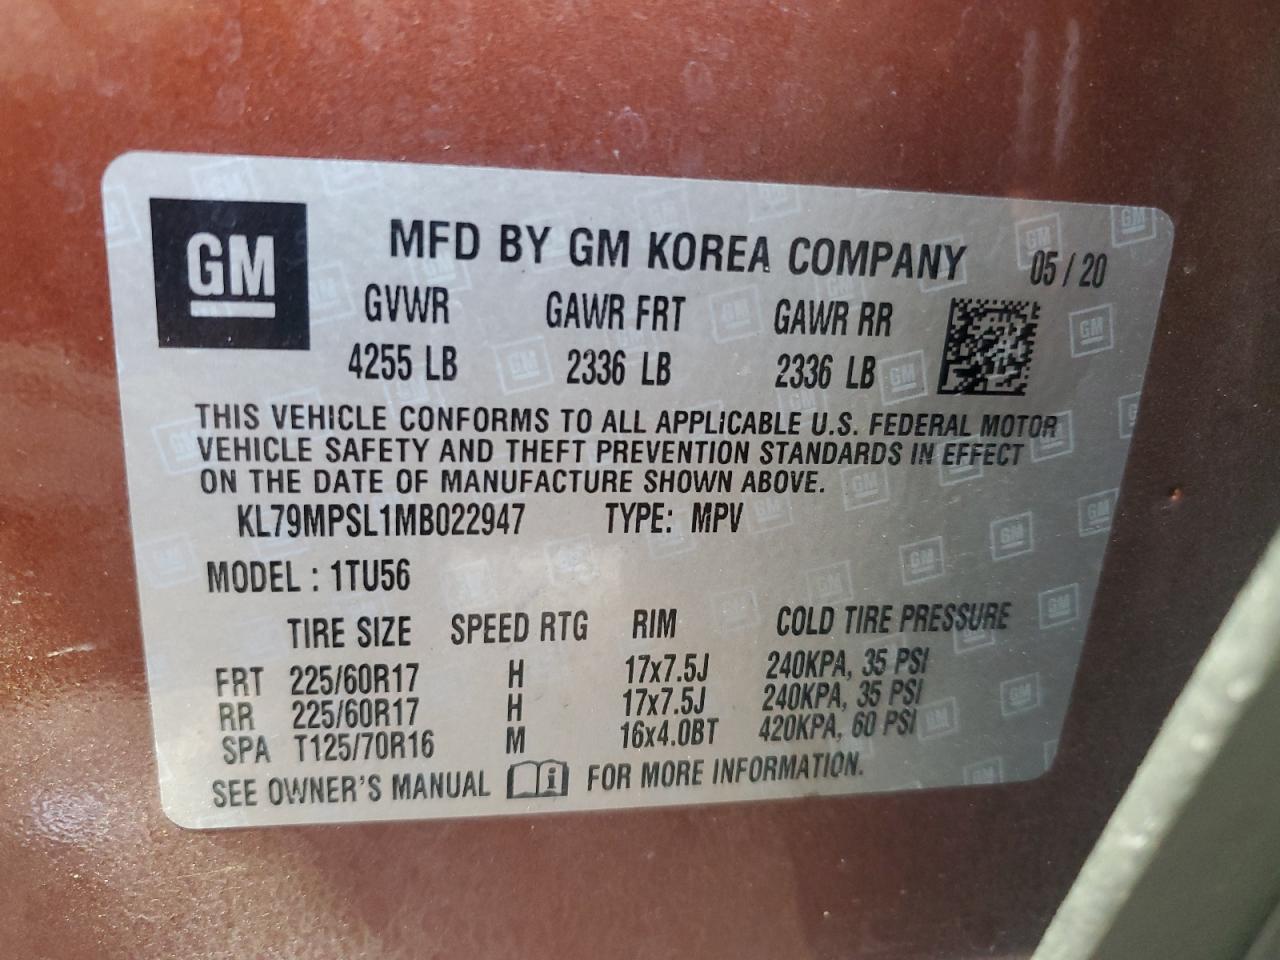 GM
MFD BY GM KOREA COMPANY 05/20
GVWR GAWR FRT GAWR RR
4255 LB 2336 LB 2336 LB
THIS VEHICLE CONFORMS TO ALL APPLICABLE U.S. FEDERAL MOTOR
VEHICLE SAFETY AND THEFT PREVENTION STANDARDS IN EFFECT
ON THE DATE OF MANUFACTURE SHOWN ABOVE.
KL79MPSL1MB022947 TYPE: MPV
MODEL : 1TU56
TIRE SIZE SPEED RTG RIM COLD TIRE PRESSURE
FRT 225/60R17 H 17x7.5J 240KPA, 35 PSI
RR 225/60R17 H 17x7.5J 240KPA, 35 PSI
SPA T125/70R16 M 16x4.0BT 420KPA, 60 PSI
SEE OWNER'S MANUAL i FOR MORE INFORMATION.